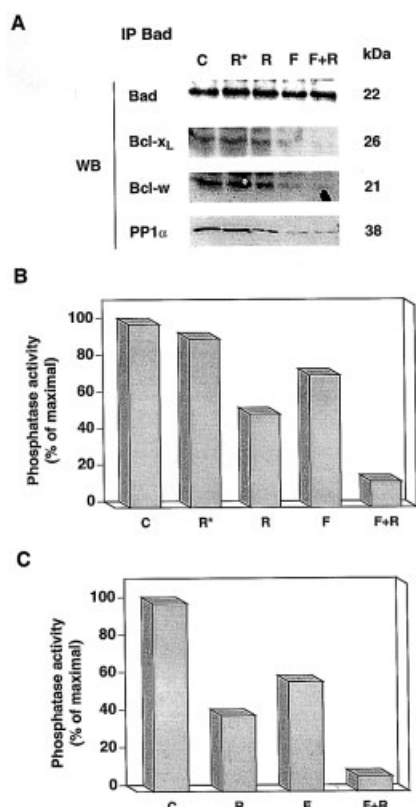 A
IP Bad
C R* R F F+R kDa
Bad 22
Bcl-xL 26
WB
Bcl-w 21
PP1α 38
B
Phosphatase activity
(% of maximal)
100
80
60
40
20
0
C R* R F F+R
C
Phosphatase activity
(% of maximal)
100
80
60
40
20
0
C R F F+R